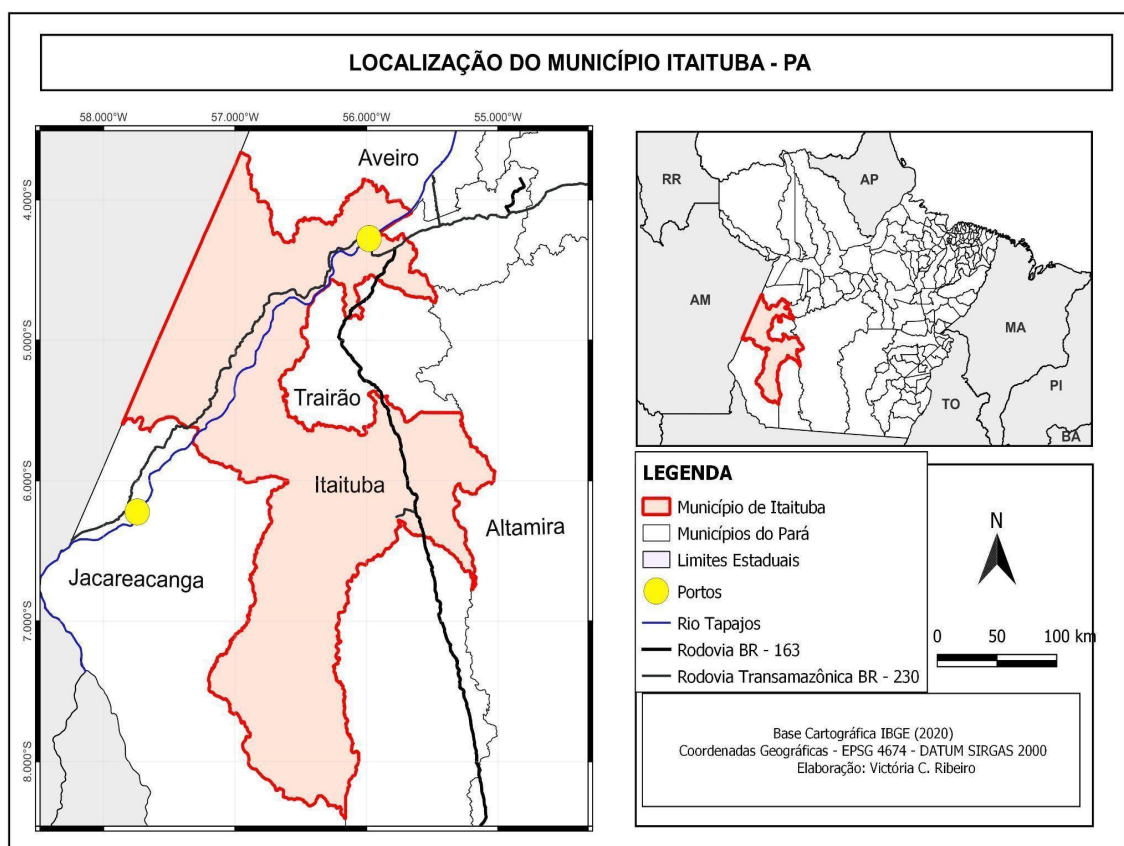 LOCALIZAÇÃO DO MUNICÍPIO ITAITUBA - PA
58.000°W 57.000°W 56.000°W 55.000°W
4.000°S
5.000°S
6.000°S
7.000°S
8.000°S
Aveiro
Trairão
Itaituba
Altamira
Jacareacanga
RR
AP
AM
MA
PI
TO
BA
LEGENDA
Município de Itaituba
Municípios do Pará
Limites Estaduais
Portos
Rio Tapajos
Rodovia BR - 163
Rodovia Transamazônica BR - 230
N
0 50 100 km
Base Cartográfica IBGE (2020)
Coordenadas Geográficas - EPSG 4674 - DATUM SIRGAS 2000
Elaboração: Victória C. Ribeiro